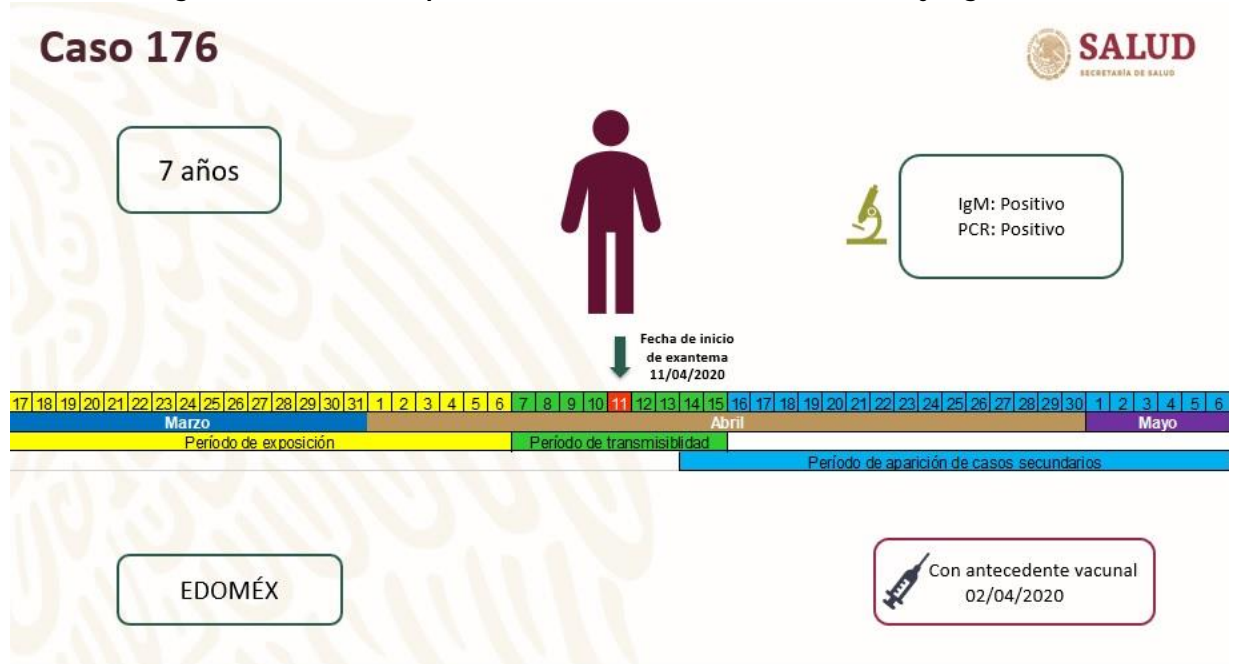 Caso 176
SALUD
SECRETARÍA DE SALUD
7 años
IgM: Positivo
PCR: Positivo
Fecha de inicio
de exantema
11/04/2020
17 18 19 20 21 22 23 24 25 26 27 28 29 30 31 1 2 3 4 5 6 7 8 9 10 11 12 13 14 15 16 17 18 19 20 21 22 23 24 25 26 27 28 29 30 1 2 3 4 5 6
Marzo Abril Mayo
Período de exposición Período de transmisiblidad
Período de aparición de casos secundarios
EDOMÉX
Con antecedente vacunal
02/04/2020